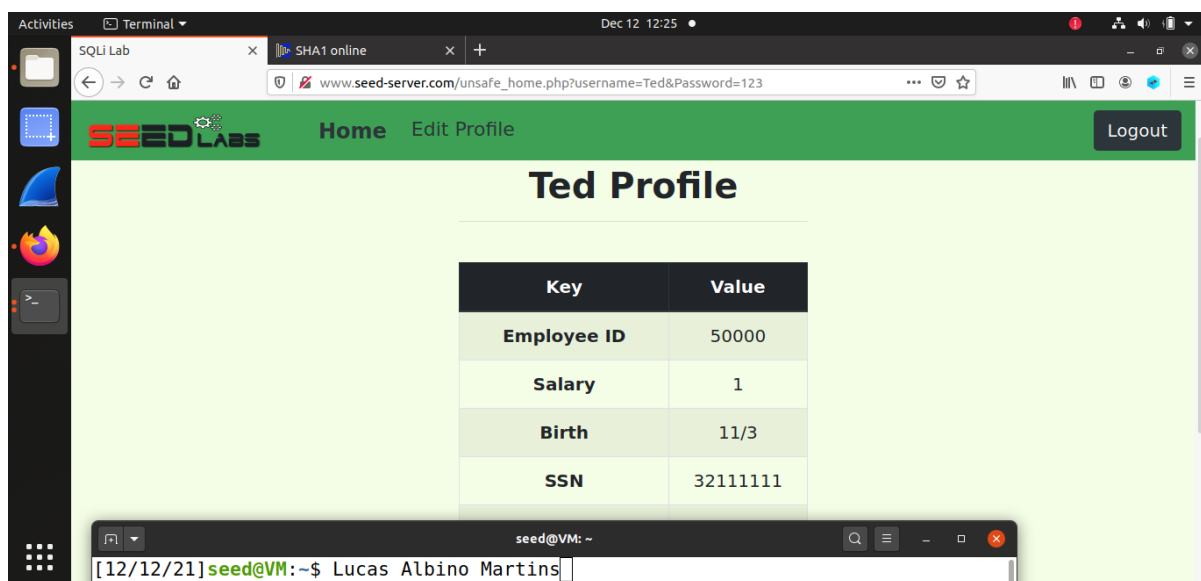 Activities Terminal Dec 12 12:25
SQLi Lab SHA1 online
www.seed-server.com/unsafe_home.php?username=Ted&Password=123
SEEDLABS Home Edit Profile Logout
Ted Profile
Key Value
Employee ID 50000
Salary 1
Birth 11/3
SSN 32111111
seed@VM: ~
[12/12/21]seed@VM:~$ Lucas Albino Martins